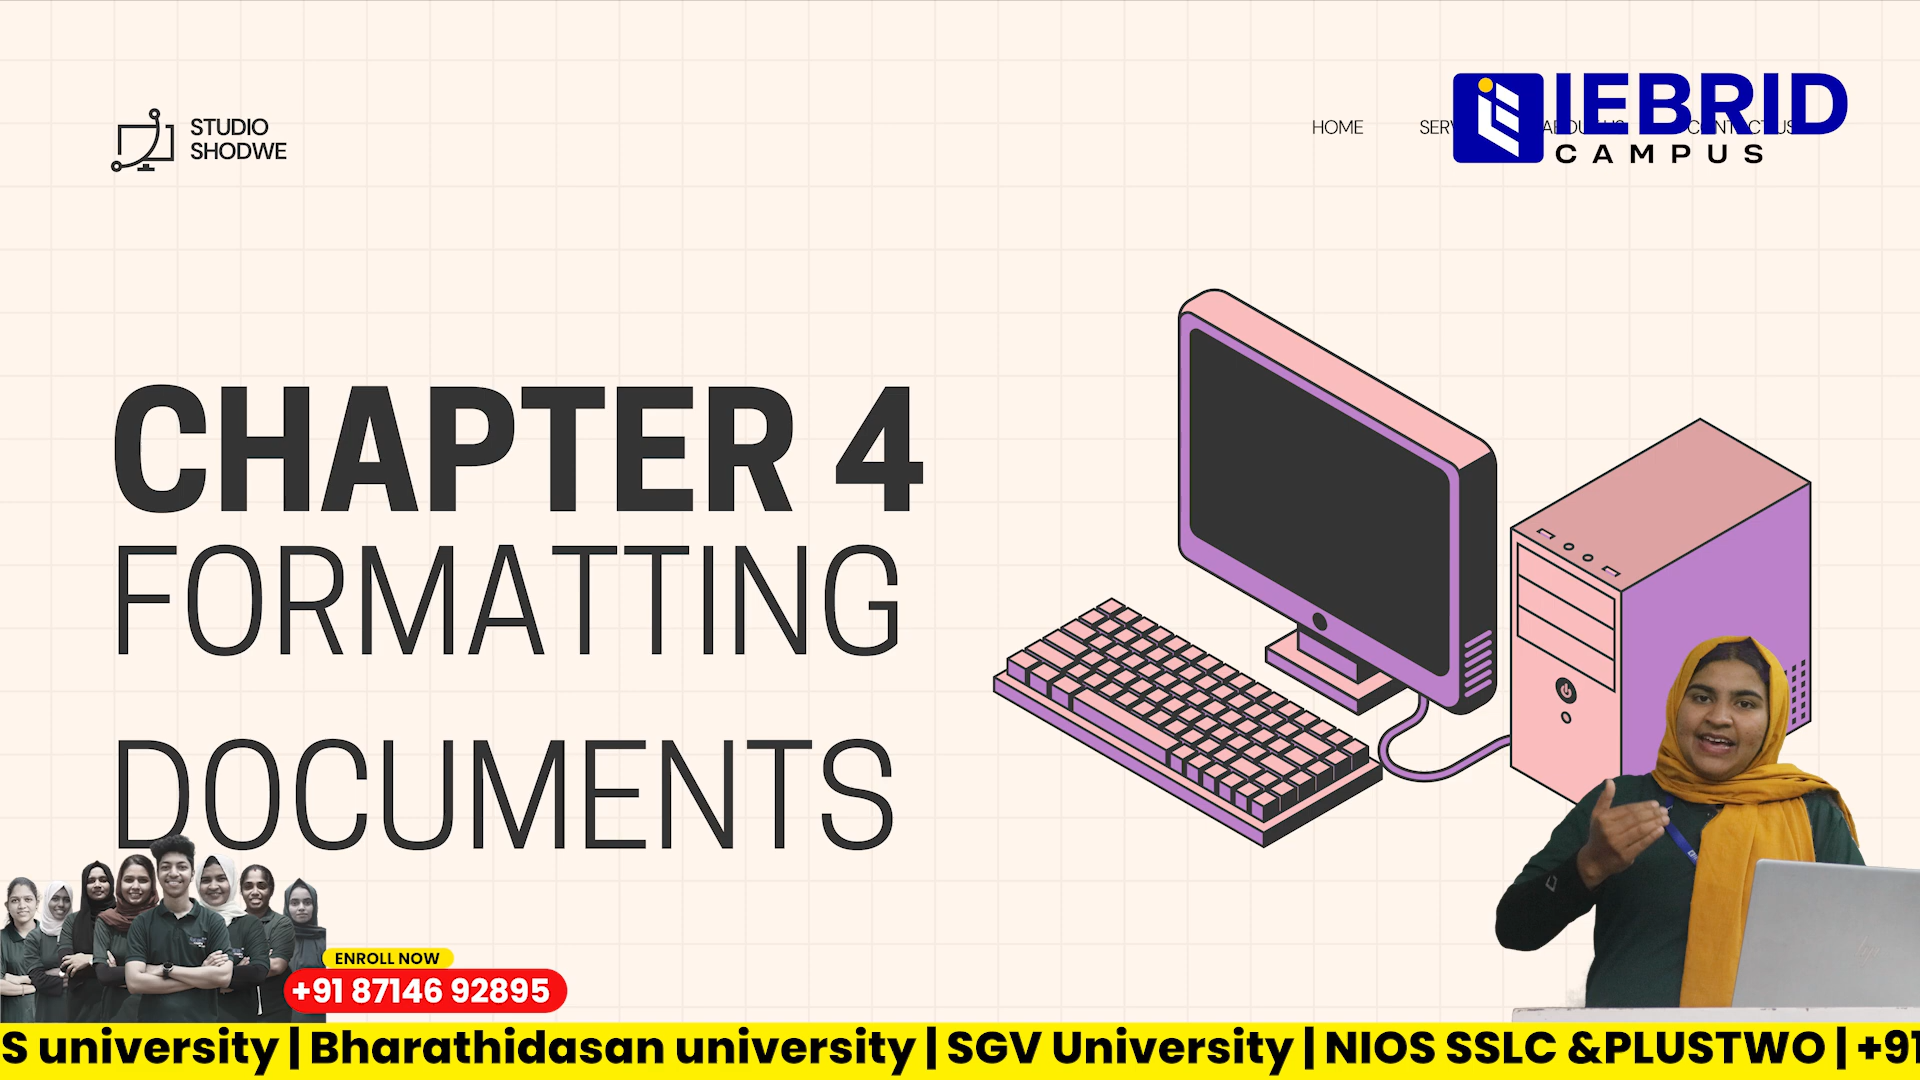 STUDIO
SHODWE
HOME
IEBRID
CAMPUS
CHAPTER 4
FORMATTING
DOCUMENTS
ENROLL NOW
+91 87146 92895
S university | Bharathidasan university | SGV University | NIOS SSLC &PLUSTWO | +91